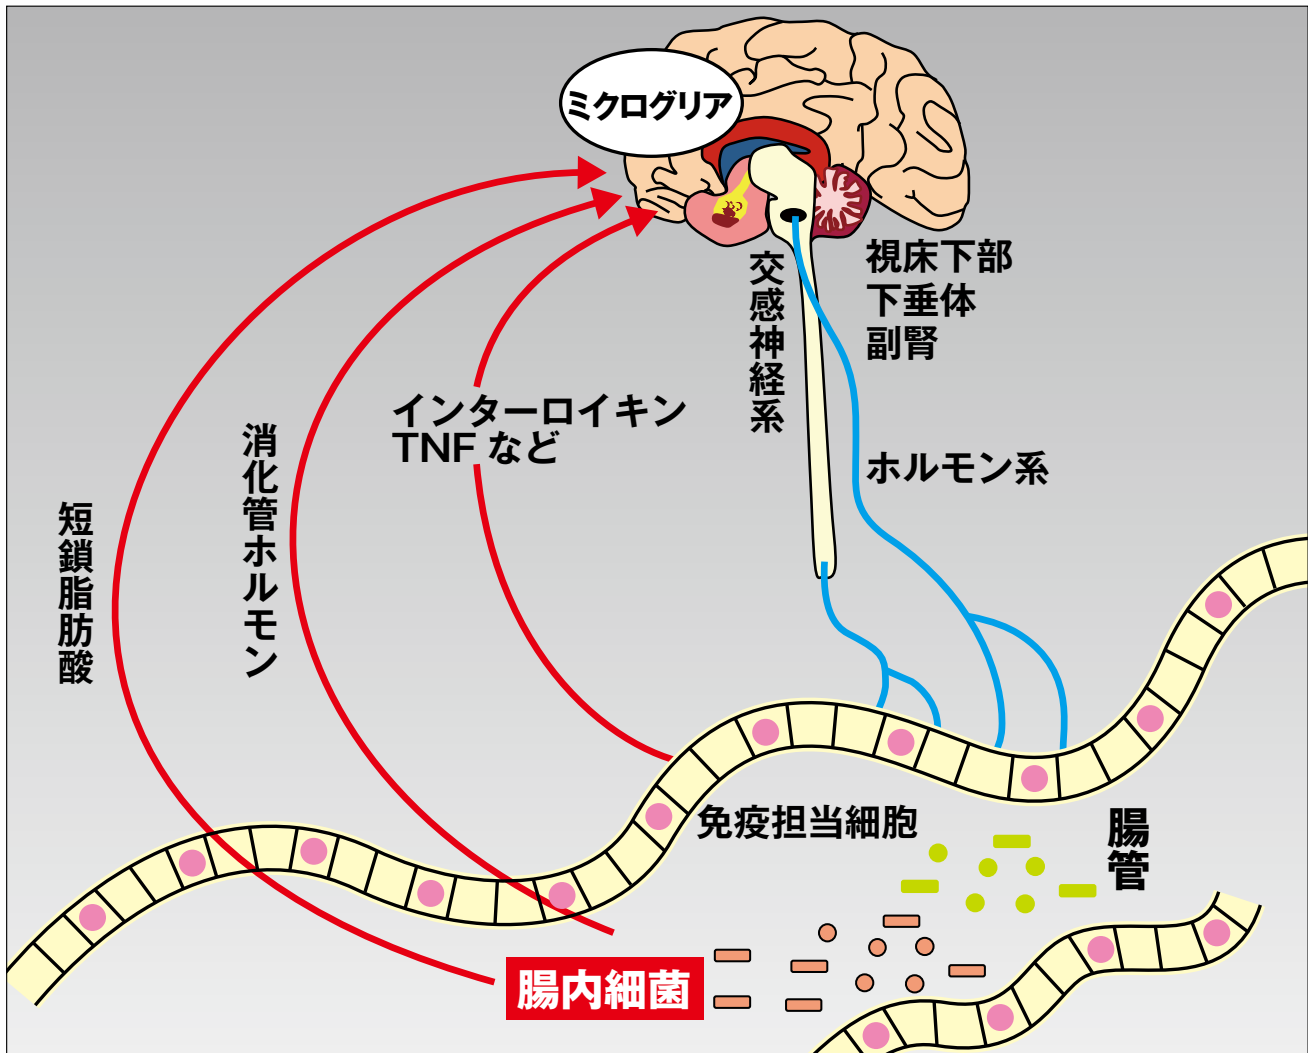 ミクログリア
視床下部
下垂体
副腎
交感神経系
インターロイキン
TNF など
ホルモン系
消化管ホルモン
短鎖脂肪酸
免疫担当細胞
腸管
腸内細菌